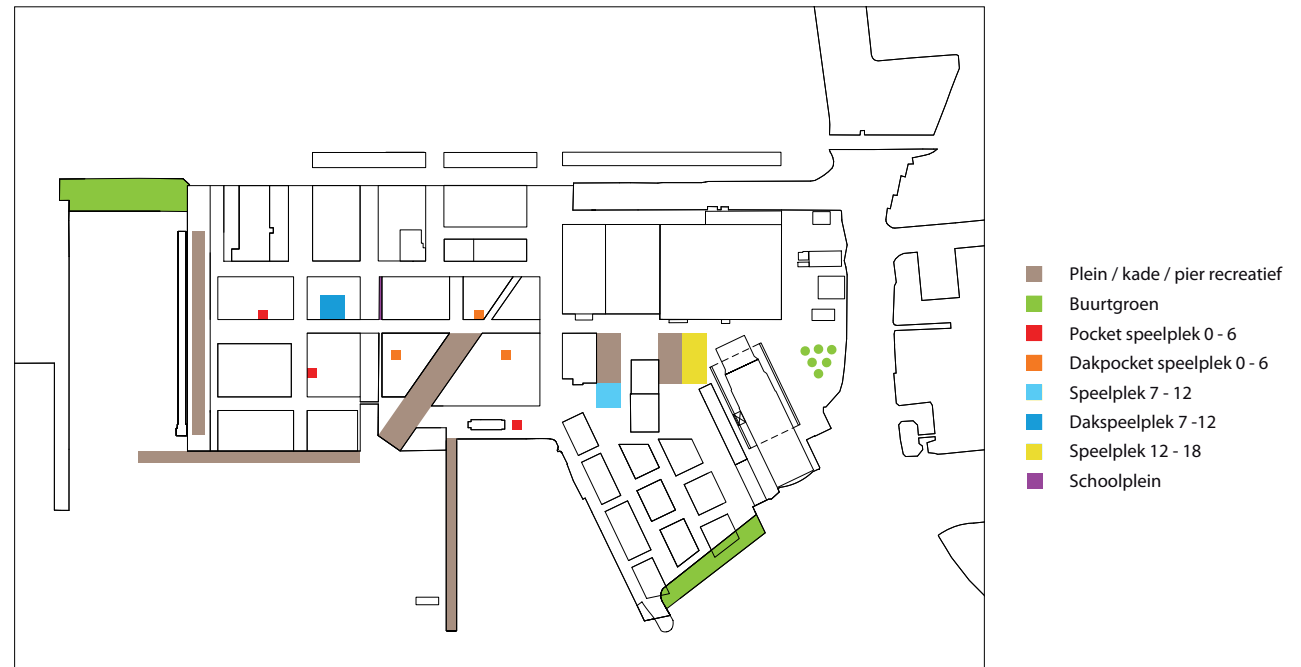 Plein / kade / pier recreatief
Buurtgroen
Pocket speelplek 0 - 6
Dakpocket speelplek 0 - 6
Speelplek 7 - 12
Dakspeelplek 7 -12
Speelplek 12 - 18
Schoolplein